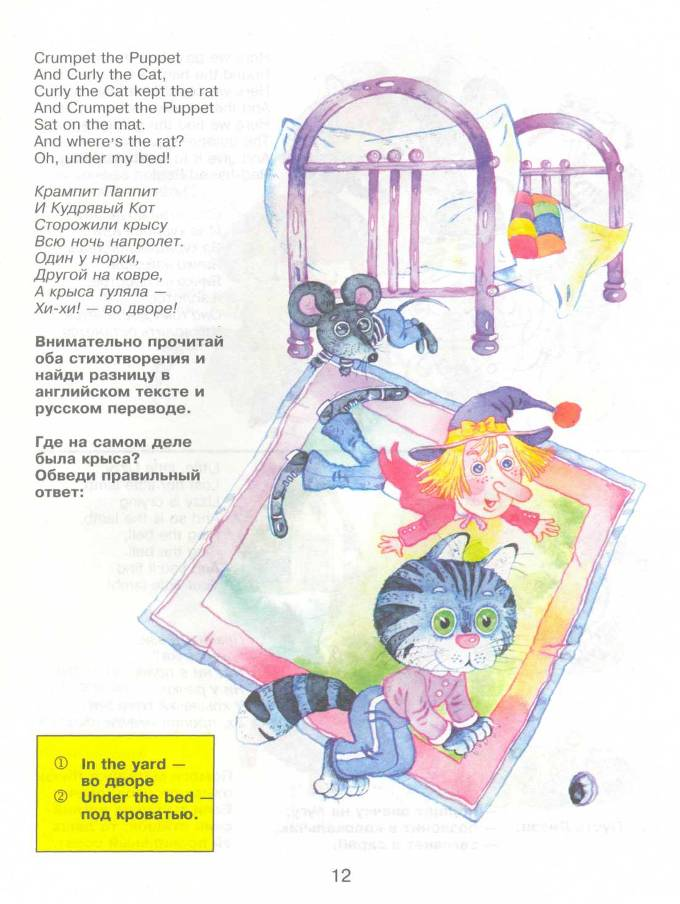 Crumpet the Puppet
And Curly the Cat,
Curly the Cat kept the rat
And Crumpet the Puppet
Sat on the mat.
And where's the rat?
Oh, under my bed!
Крампит Паппит
И Кудрявый Кот
Сторожили крысу
Всю ночь напролет.
Один у норки,
Другой на ковре,
А крыса гуляла —
Хи-хи! — во дворе!
Внимательно прочитай
оба стихотворения и
найди разницу в
английском тексте и
русском переводе.
Где на самом деле
была крыса?
Обведи правильный
ответ:
① In the yard —
во дворе
② Under the bed —
под кроватью.
12